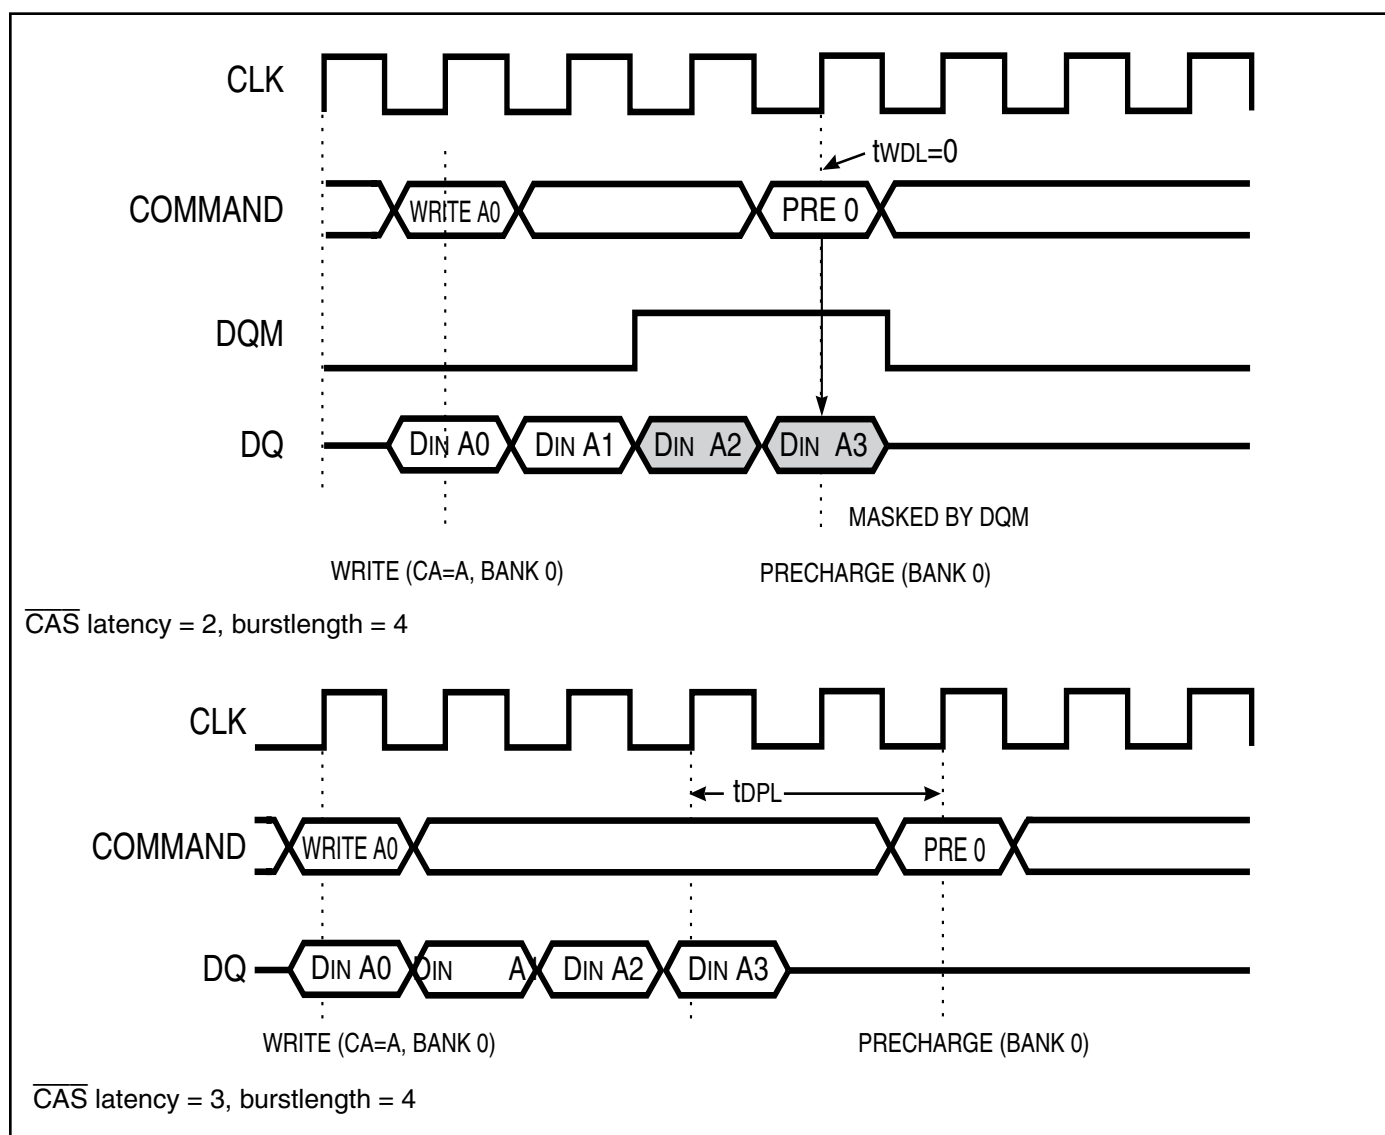 CLK
tWDL=0
COMMAND WRITE A0 PRE 0
DQM
DQ DIN A0 DIN A1 DIN A2 DIN A3
MASKED BY DQM
WRITE (CA=A, BANK 0) PRECHARGE (BANK 0)
CAS latency = 2, burstlength = 4
CLK
tDPL
COMMAND WRITE A0 PRE 0
DQ DIN A0 DIN A1 DIN A2 DIN A3
WRITE (CA=A, BANK 0) PRECHARGE (BANK 0)
CAS latency = 3, burstlength = 4